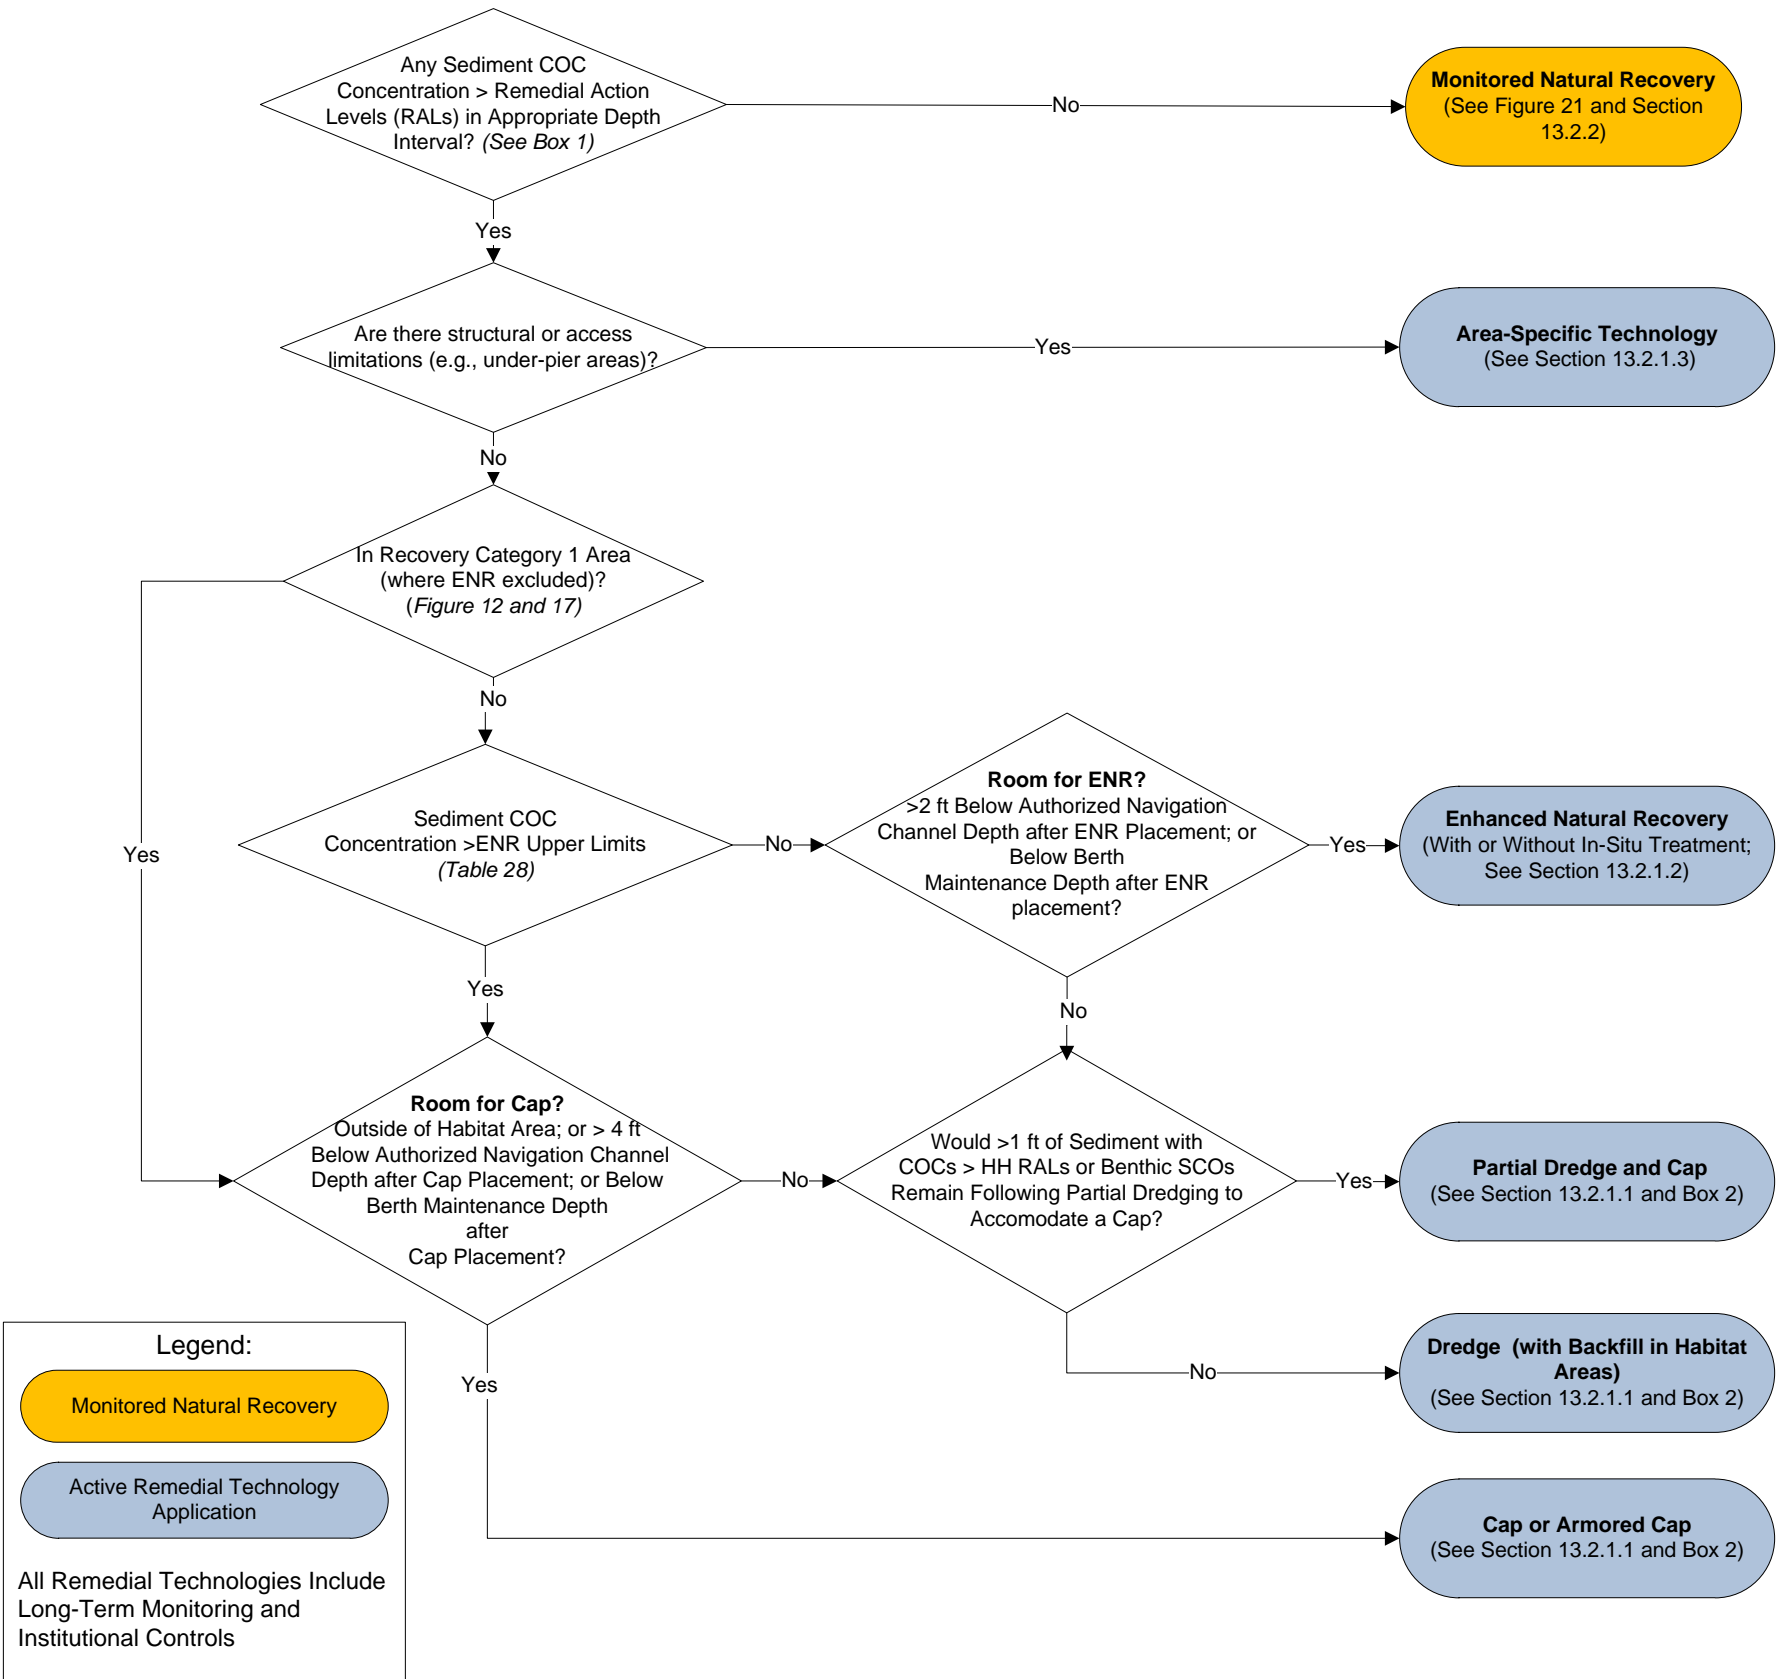 Any Sediment COC
Concentration > Remedial Action
Levels (RALs) in Appropriate Depth
Interval? (See Box 1)
No
Monitored Natural Recovery
(See Figure 21 and Section
13.2.2)
Yes
Are there structural or access
limitations (e.g., under-pier areas)?
Yes
Area-Specific Technology
(See Section 13.2.1.3)
No
In Recovery Category 1 Area
(where ENR excluded)?
(Figure 12 and 17)
Yes
No
Sediment COC
Concentration >ENR Upper Limits
(Table 28)
No
Room for ENR?
>2 ft Below Authorized Navigation
Channel Depth after ENR Placement; or
Below Berth
Maintenance Depth after ENR
placement?
Yes
Enhanced Natural Recovery
(With or Without In-Situ Treatment;
See Section 13.2.1.2)
Yes
No
Room for Cap?
Outside of Habitat Area; or > 4 ft
Below Authorized Navigation Channel
Depth after Cap Placement; or Below
Berth Maintenance Depth
after
Cap Placement?
No
Would >1 ft of Sediment with
COCs > HH RALs or Benthic SCOs
Remain Following Partial Dredging to
Accomodate a Cap?
Yes
Partial Dredge and Cap
(See Section 13.2.1.1 and Box 2)
No
Dredge (with Backfill in Habitat
Areas)
(See Section 13.2.1.1 and Box 2)
Yes
Cap or Armored Cap
(See Section 13.2.1.1 and Box 2)
Legend:
Monitored Natural Recovery
Active Remedial Technology
Application
All Remedial Technologies Include
Long-Term Monitoring and
Institutional Controls